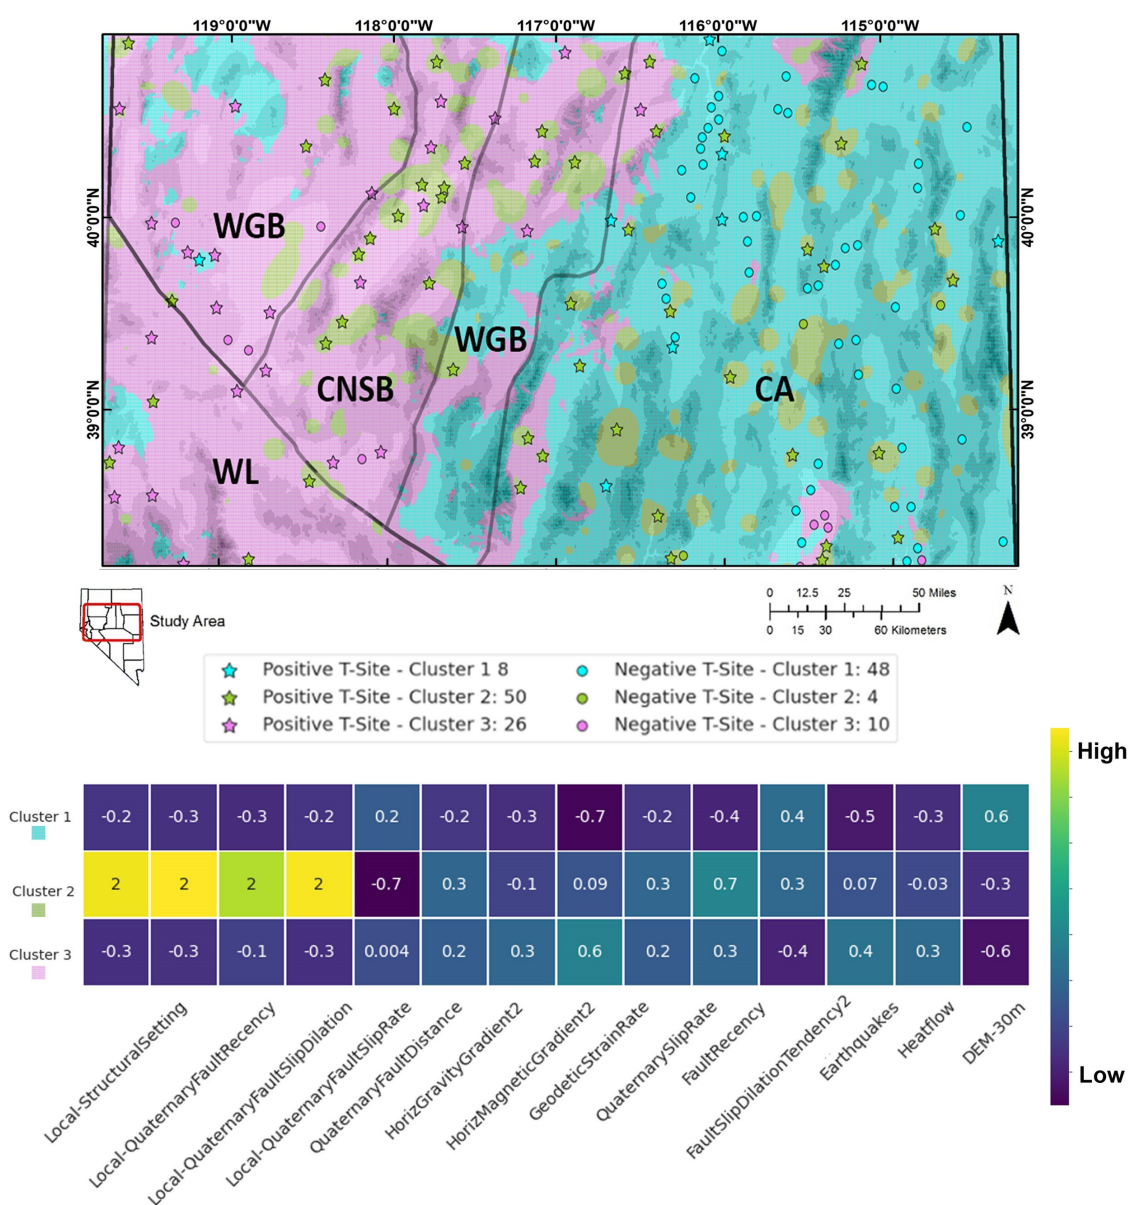 119°0'0"W 118°0'0"W 117°0'0"W 116°0'0"W 115°0'0"W
40°0'0"N
39°0'0"N
40°0'0"N
39°0'0"N
WGB
WGB
CNSB
CA
WL
Study Area
0 12.5 25 50 Miles
0 15 30 60 Kilometers
N
Positive T-Site - Cluster 1 8
Positive T-Site - Cluster 2: 50
Positive T-Site - Cluster 3: 26
Negative T-Site - Cluster 1: 48
Negative T-Site - Cluster 2: 4
Negative T-Site - Cluster 3: 10
High
Low
Cluster 1 -0.2 -0.3 -0.3 -0.2 0.2 -0.2 -0.3 -0.7 -0.2 -0.4 0.4 -0.5 -0.3 0.6
Cluster 2 2 2 2 2 -0.7 0.3 -0.1 0.09 0.3 0.7 0.3 0.07 -0.03 -0.3
Cluster 3 -0.3 -0.3 -0.1 -0.3 0.004 0.2 0.3 0.6 0.2 0.3 -0.4 0.4 0.3 -0.6
Local-StructuralSetting
Local-QuaternaryFaultRecency
Local-QuaternaryFaultSlipDilation
Local-QuaternaryFaultSlipRate
QuaternaryFaultDistance
HorizGravityGradient2
HorizMagneticGradient2
GeodeticStrainRate
QuaternarySlipRate
FaultRecency
FaultSlipDilationTendency2
Earthquakes
Heatflow
DEM-30m